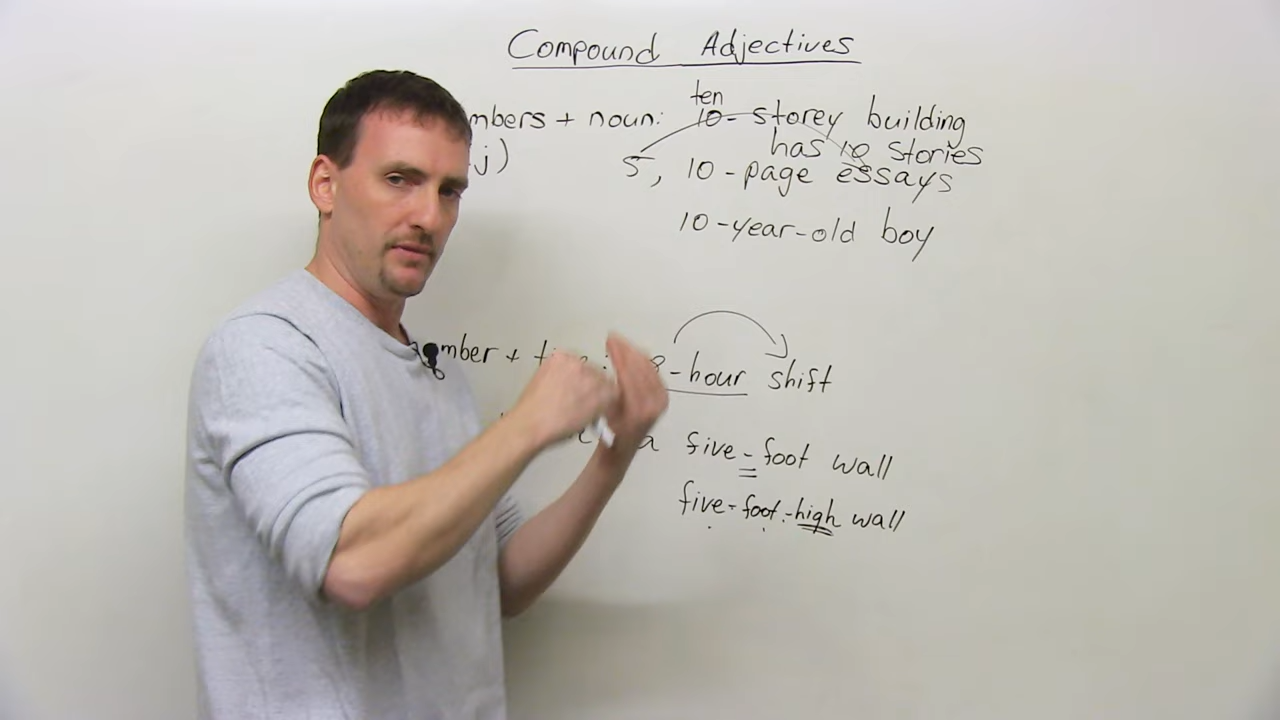 Compound Adjectives
ten
mbers + noun: 10-storey building
has 10 stories
j) 5, 10-page essays
10-year-old boy
mber + : 8-hour shift
a five-foot wall
five-foot-high wall